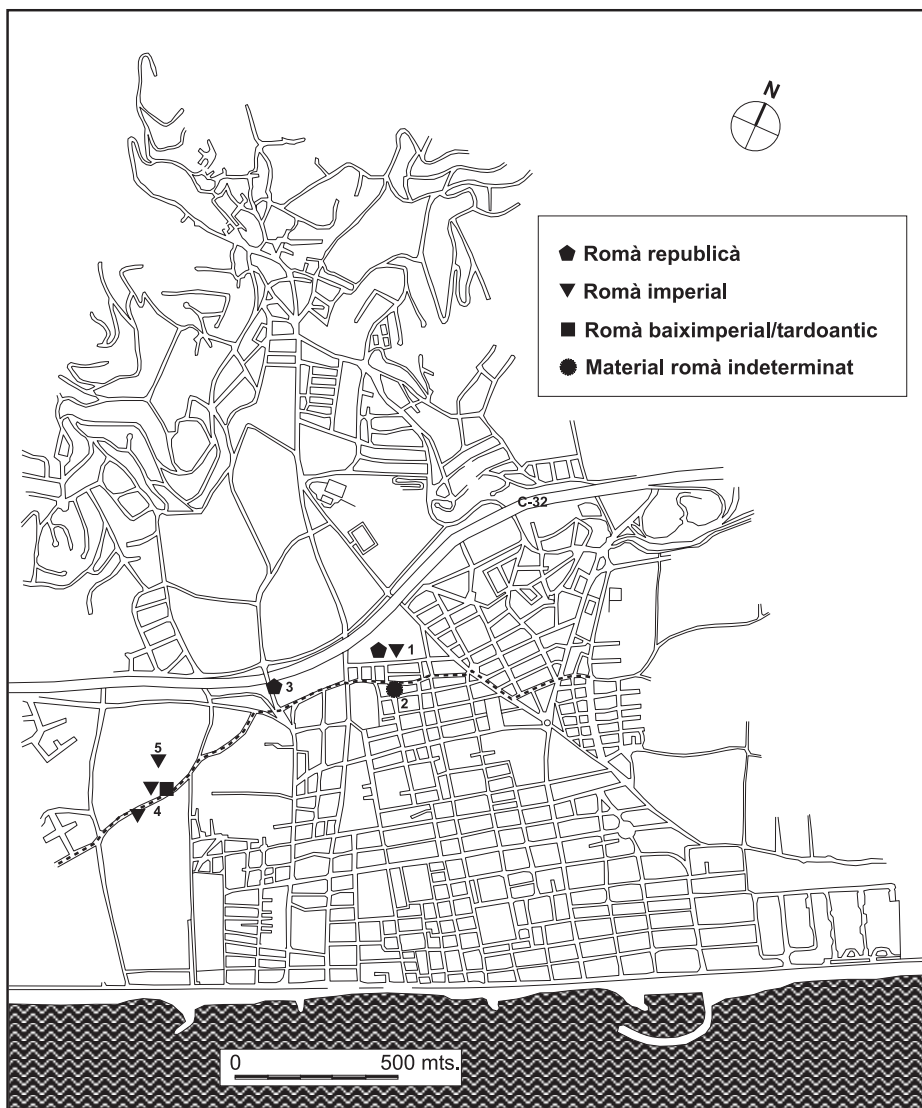 N
Romà republicà
Romà imperial
Romà baiximperial/tardoantic
Material romà indeterminat
C-32
1
3
2
5
4
0 500 mts.